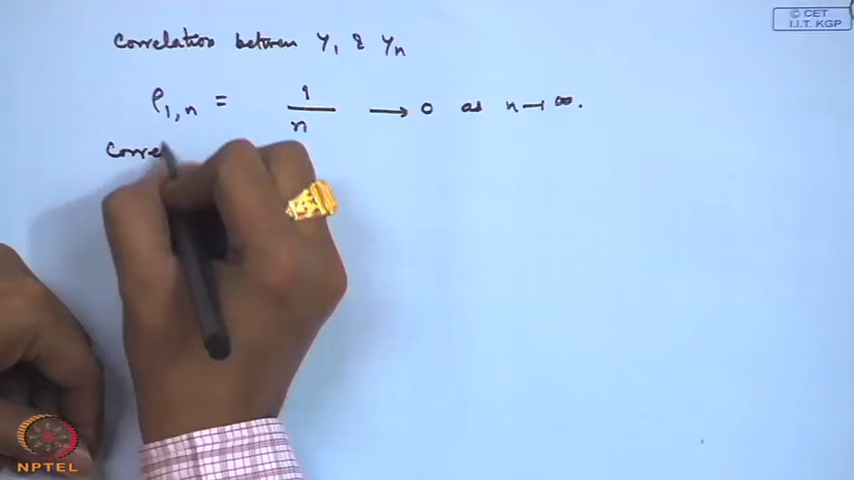 © CET
I.I.T. KGP
Correlation between Y₁ & Yₙ
ρ₁,ₙ = 1/n → 0 as n → ∞.
Corre
NPTEL